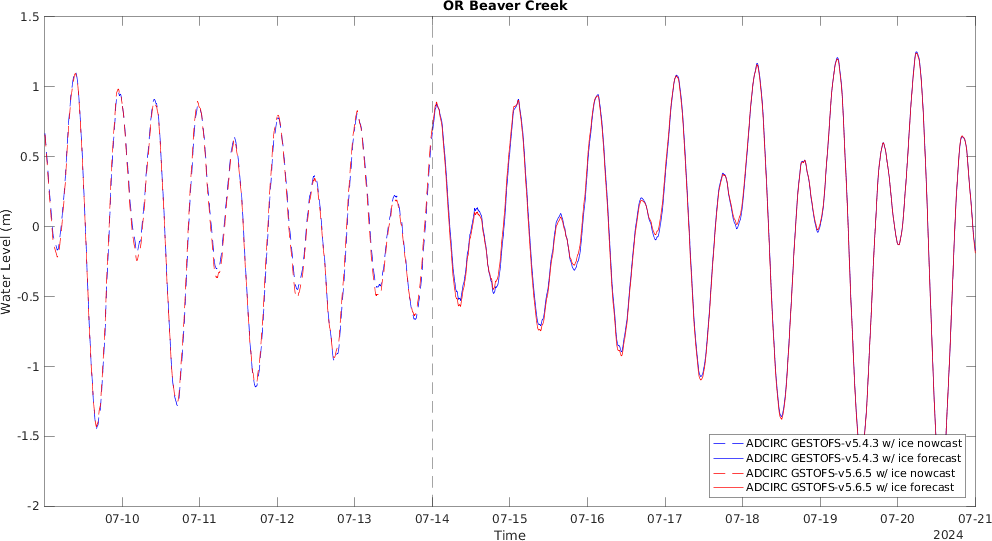 OR Beaver Creek
1.5
1
0.5
0
-0.5
-1
-1.5
-2
Water Level (m)
07-10 07-11 07-12 07-13 07-14 07-15 07-16 07-17 07-18 07-19 07-20 07-21
Time
2024
ADCIRC GESTOFS-v5.4.3 w/ ice nowcast
ADCIRC GESTOFS-v5.4.3 w/ ice forecast
ADCIRC GSTOFS-v5.6.5 w/ ice nowcast
ADCIRC GSTOFS-v5.6.5 w/ ice forecast